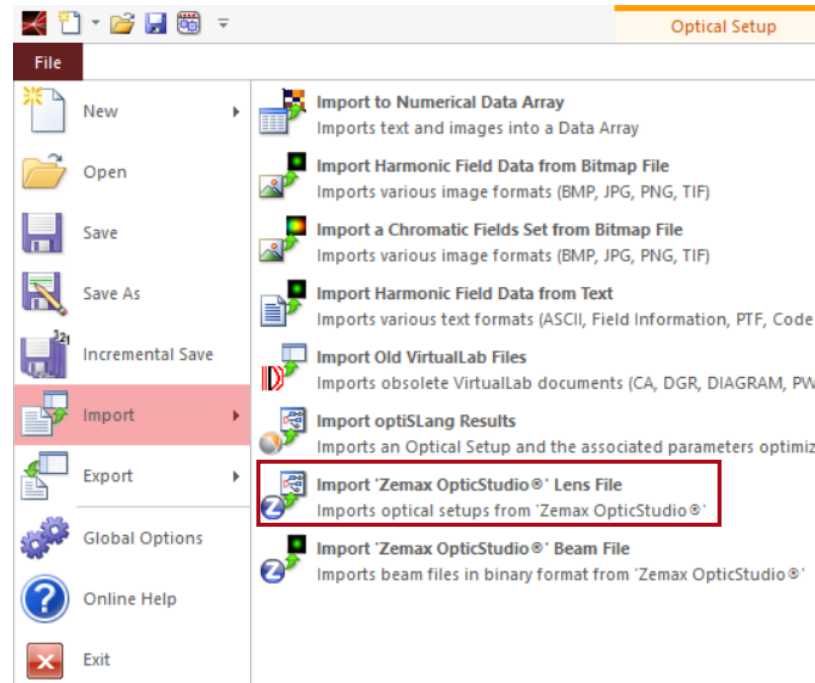 Optical Setup
File
New
Open
Save
Save As
Incremental Save
Import
Export
Global Options
Online Help
Exit
Import to Numerical Data Array
Imports text and images into a Data Array
Import Harmonic Field Data from Bitmap File
Imports various image formats (BMP, JPG, PNG, TIF)
Import a Chromatic Fields Set from Bitmap File
Imports various image formats (BMP, JPG, PNG, TIF)
Import Harmonic Field Data from Text
Imports various text formats (ASCII, Field Information, PTF, Code
Import Old VirtualLab Files
Imports obsolete VirtualLab documents (CA, DGR, DIAGRAM, PW
Import optiSLang Results
Imports an Optical Setup and the associated parameters optimiz
Import 'Zemax OpticStudio®' Lens File
Imports optical setups from 'Zemax OpticStudio®'
Import 'Zemax OpticStudio®' Beam File
Imports beam files in binary format from 'Zemax OpticStudio®'